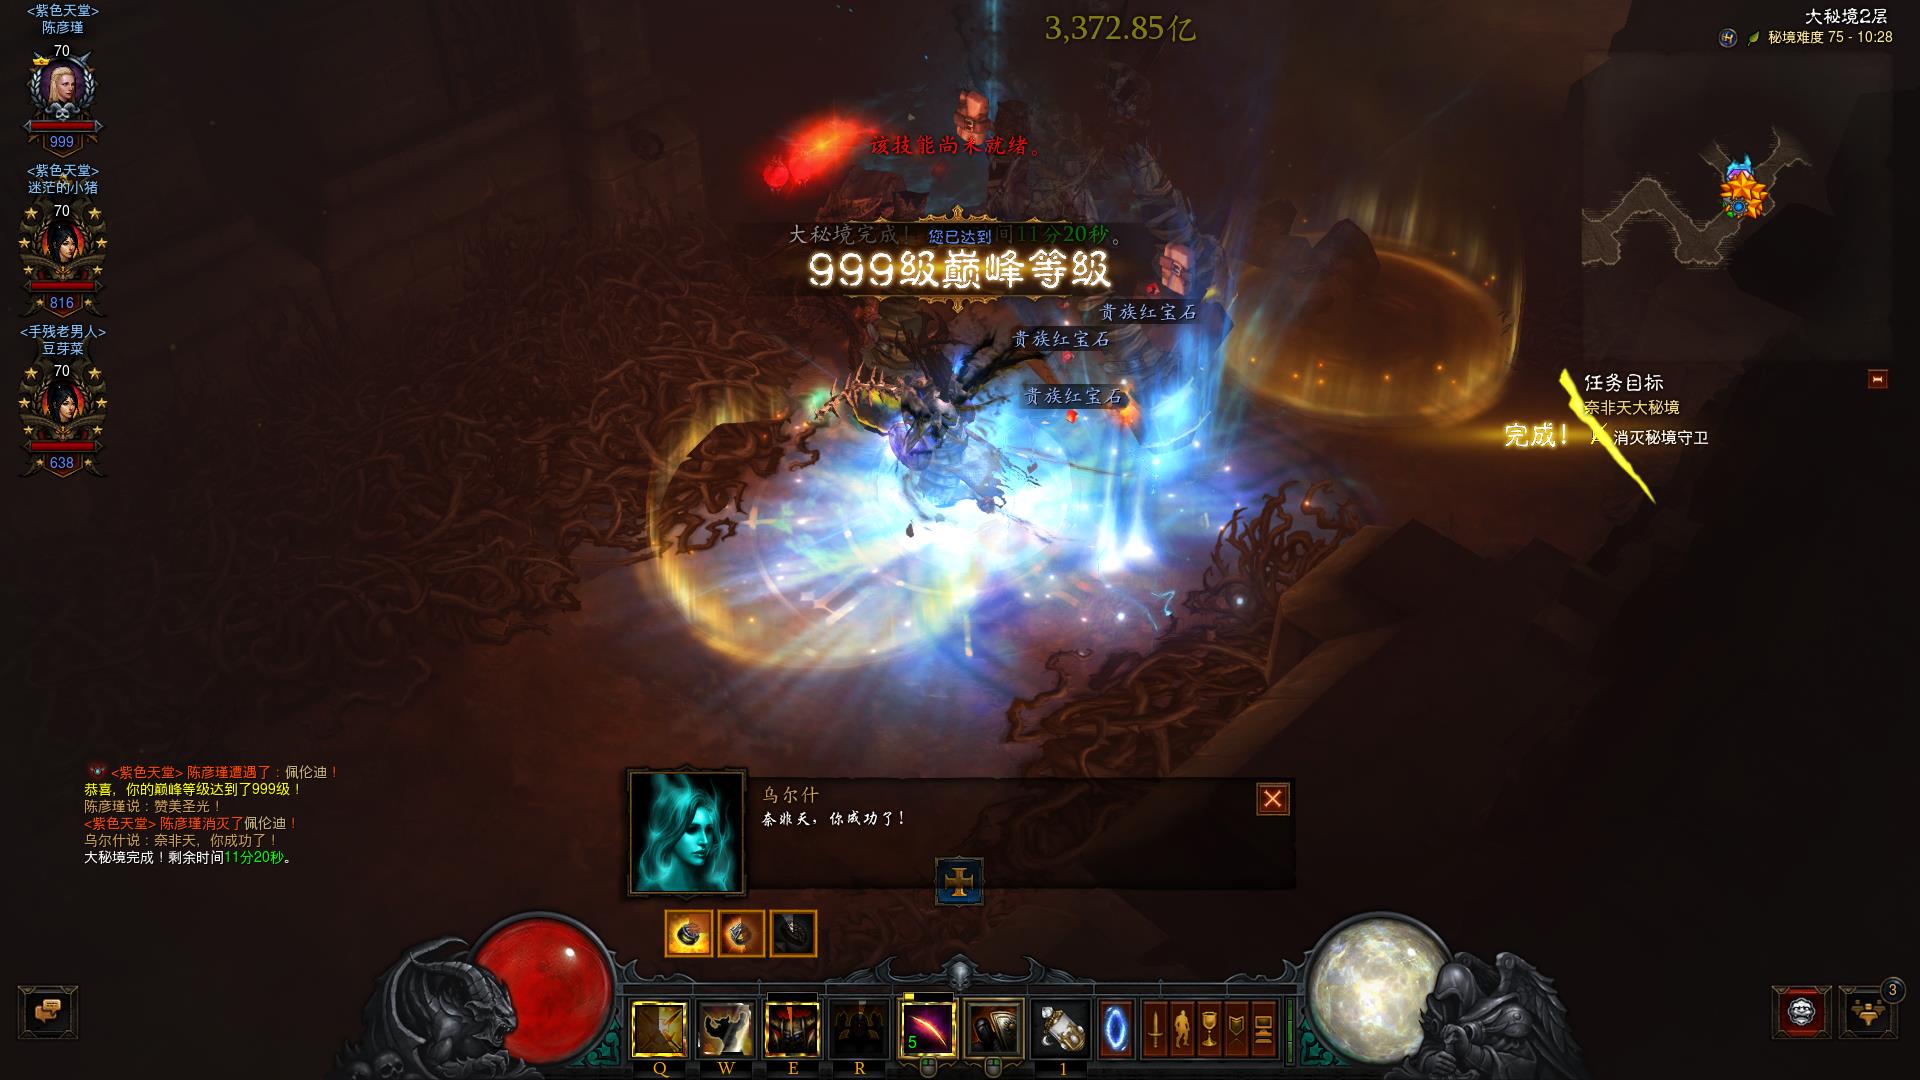 <紫色天堂>
陈彦瑾
70
999
<紫色天堂>
迷茫的小猪
70
816
<手残老男人>
豆芽菜
70
638
3,372.85亿
大秘境2层
秘境难度 75 - 10:28
该技能尚未就绪。
大秘境完成！
间11分20秒。
您已达到
999级巅峰等级
贵族红宝石
贵族红宝石
贵族红宝石
任务目标
奈非天大秘境
完成！
消灭秘境守卫
<紫色天堂> 陈彦瑾遭遇了：佩伦迪！
恭喜，你的巅峰等级达到了999级！
陈彦瑾说：赞美圣光！
<紫色天堂> 陈彦瑾消灭了佩伦迪！
乌尔什说：奈非天，你成功了！
大秘境完成！剩余时间11分20秒。
乌尔什
奈非天，你成功了！
5
Q W E R 1
3